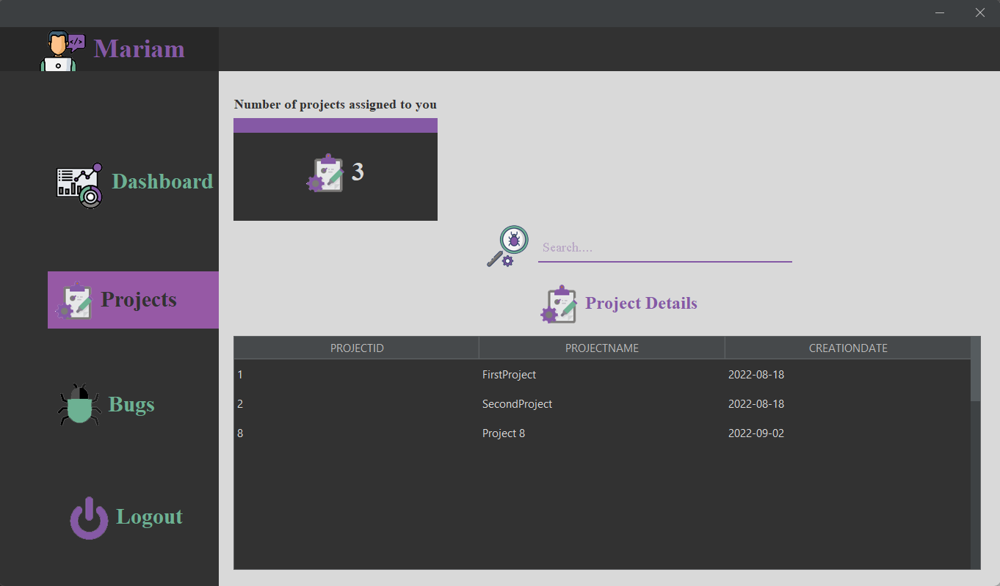 Mariam
Dashboard
Projects
Bugs
Logout
Number of projects assigned to you
3
Search....
Project Details
PROJECTID PROJECTNAME CREATIONDATE
1 FirstProject 2022-08-18
2 SecondProject 2022-08-18
8 Project 8 2022-09-02